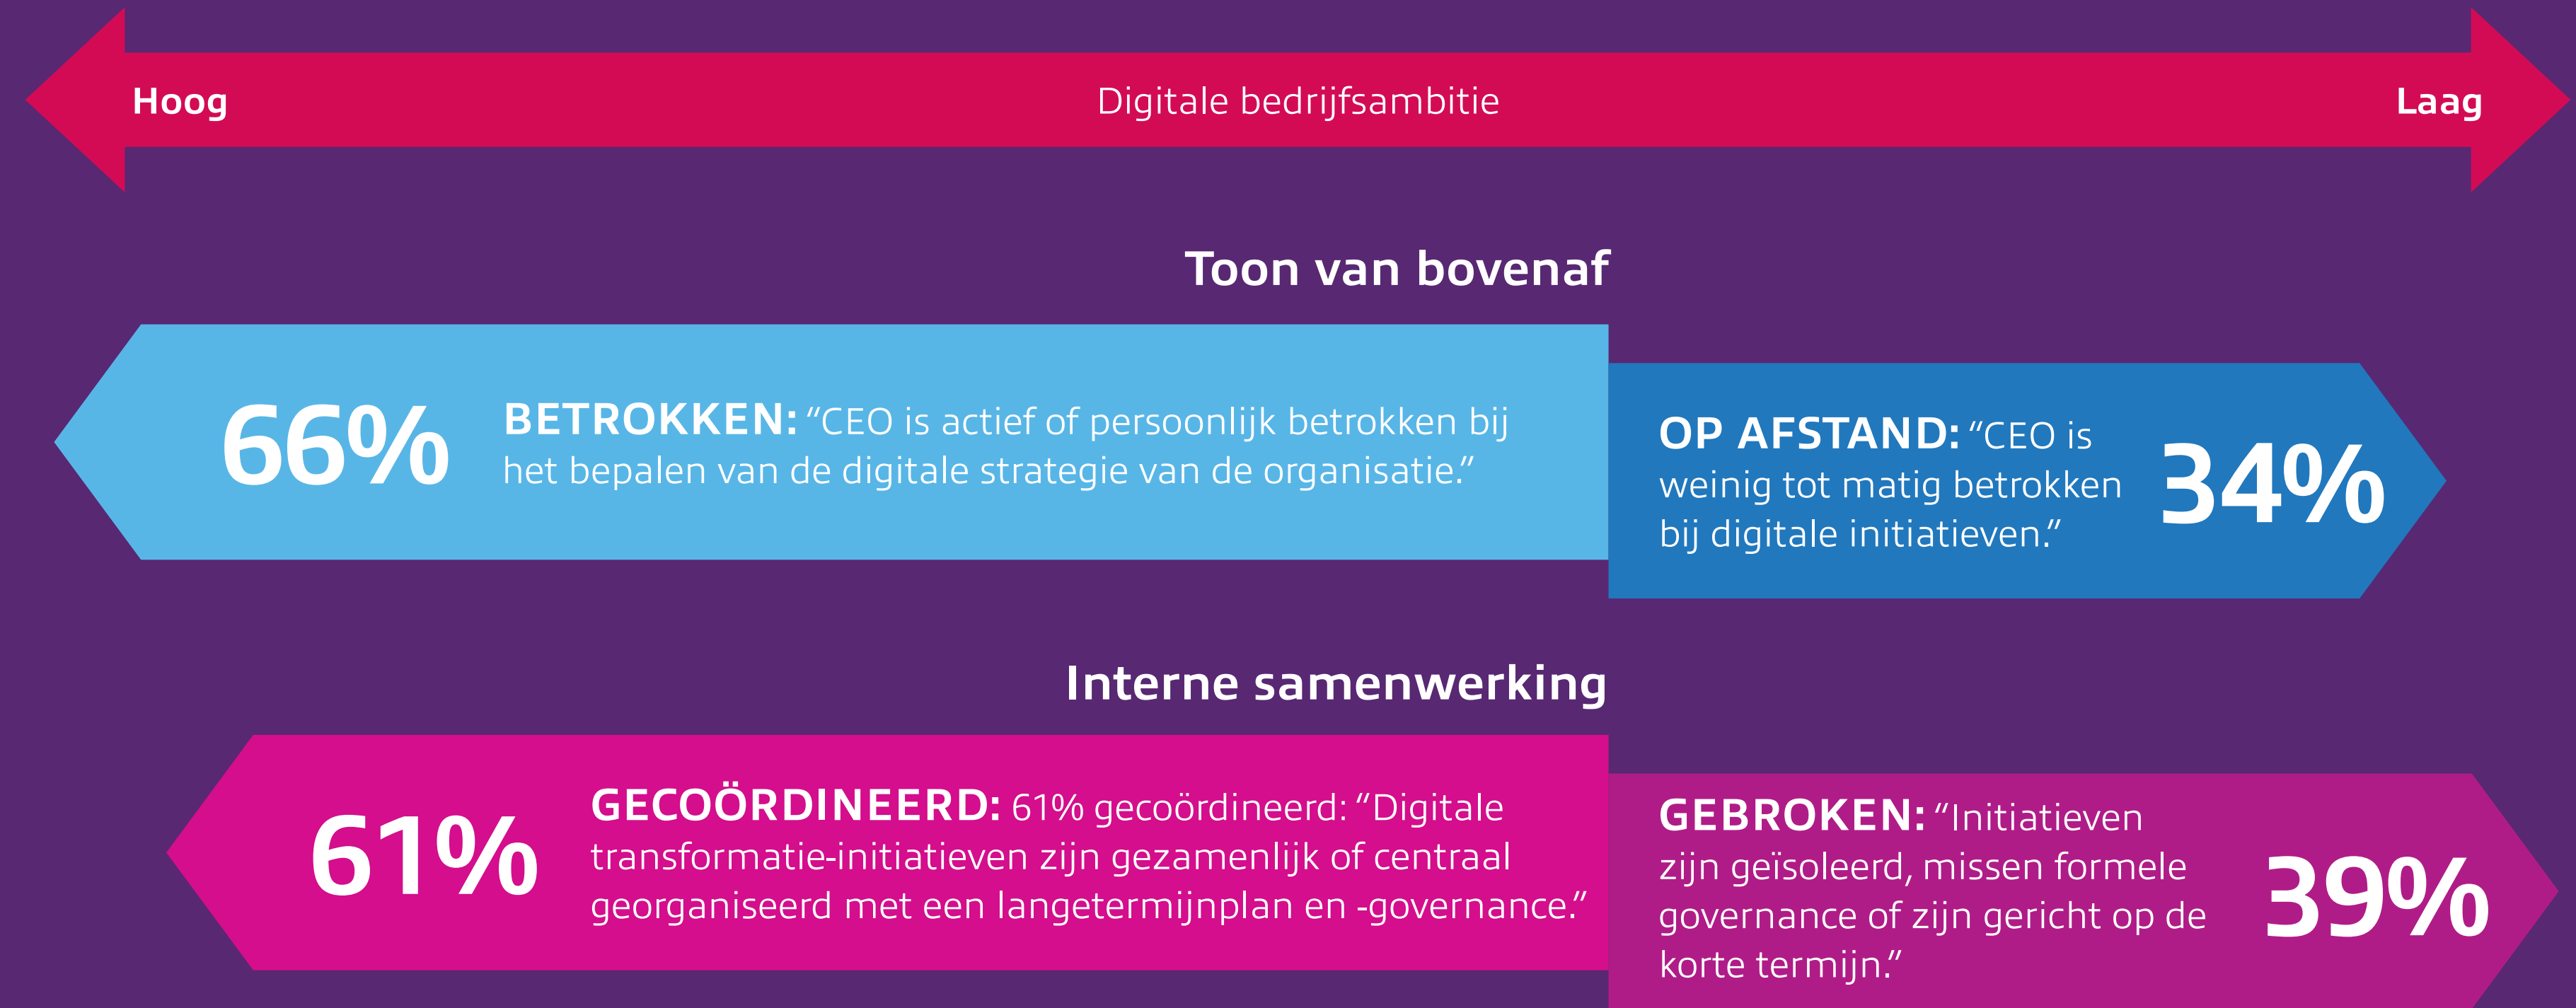 Hoog
Digitale bedrijfsambitie
Laag
Toon van bovenaf
66%
BETROKKEN: “CEO is actief of persoonlijk betrokken bij
het bepalen van de digitale strategie van de organisatie.”
OP AFSTAND: “CEO is
weinig tot matig betrokken
bij digitale initiatieven.”
34%
Interne samenwerking
61%
GECOÖRDINEERD: 61% gecoördineerd: “Digitale
transformatie-initiatieven zijn gezamenlijk of centraal
georganiseerd met een langetermijnplan en -governance.”
GEBROKEN: “Initiatieven
zijn geïsoleerd, missen formele
governance of zijn gericht op de
korte termijn.”
39%